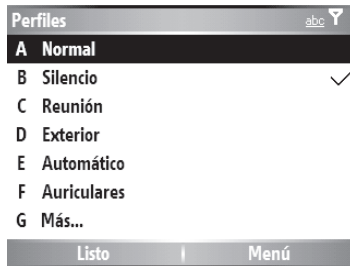 Perfiles abc
A Normal
B Silencio
C Reunión
D Exterior
E Automático
F Auriculares
G Más...
Listo Menú